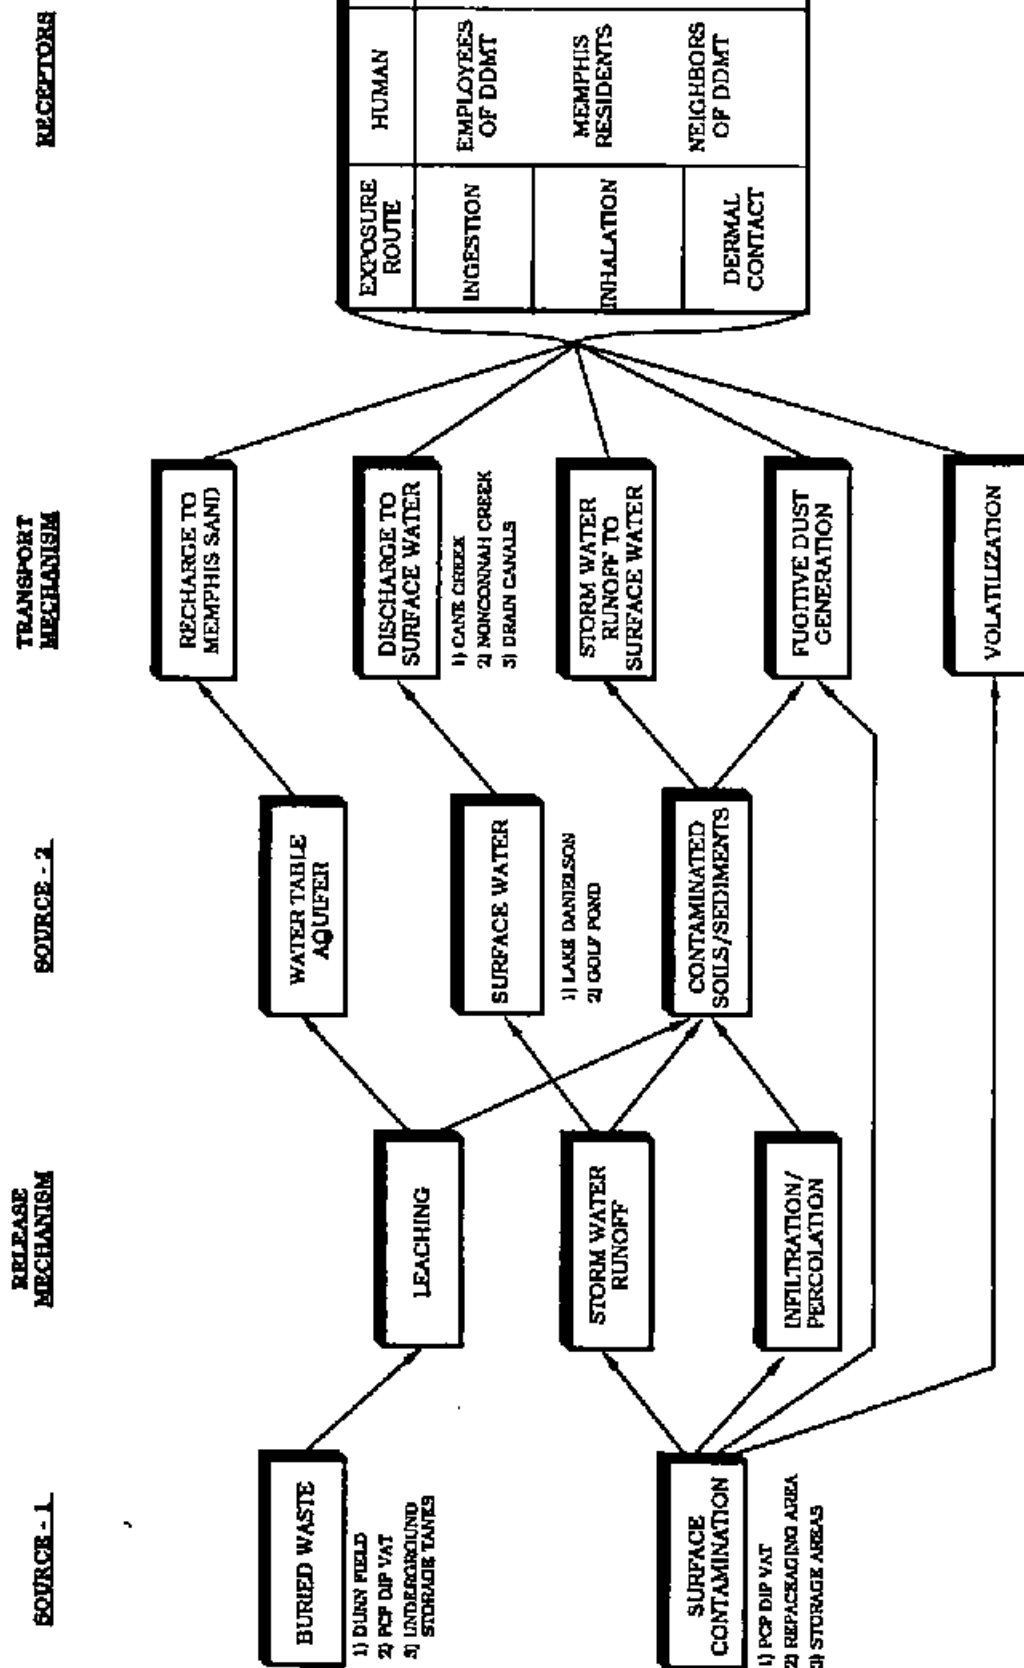 SOURCE - 1
RELEASE
MECHANISM
SOURCE - 2
TRANSPORT
MECHANISM
RECEPTORS
BURIED WASTE
1) DUNN FIELD
2) PCP DIP VAT
3) UNDERGROUND
STORAGE TANKS
SURFACE
CONTAMINATION
1) PCP DIP VAT
2) REPACKAGING AREA
3) STORAGE AREAS
LEACHING
STORM WATER
RUNOFF
INFILTRATION/
PERCOLATION
WATER TABLE
AQUIFER
SURFACE WATER
1) LAKE DANIELSON
2) GOLF POND
CONTAMINATED
SOILS/SEDIMENTS
RECHARGE TO
MEMPHIS SAND
DISCHARGE TO
SURFACE WATER
1) CANE CREEK
2) NONCONNAH CREEK
3) DRAIN CANALS
STORM WATER
RUNOFF TO
SURFACE WATER
FUGITIVE DUST
GENERATION
VOLATILIZATION
EXPOSURE
ROUTE
HUMAN
INGESTION
EMPLOYEES
OF DDMT
INHALATION
MEMPHIS
RESIDENTS
DERMAL
CONTACT
NEIGHBORS
OF DDMT